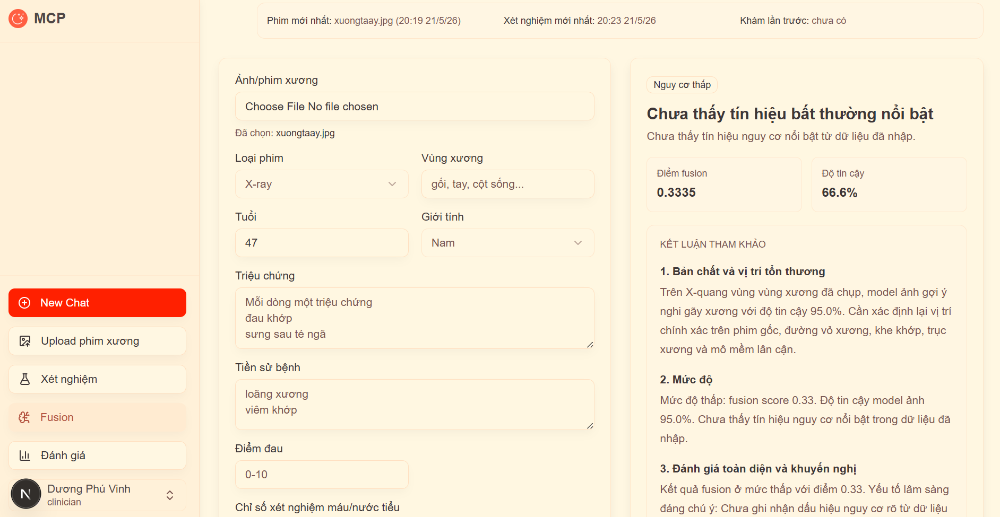 MCP
Phim mới nhất: xuongtaay.jpg (20:19 21/5/26)
Xét nghiệm mới nhất: 20:23 21/5/26
Khám lần trước: chưa có
Ảnh/phim xương
Choose File No file chosen
Đã chọn: xuongtaay.jpg
Loại phim
Vùng xương
X-ray
gối, tay, cột sống...
Tuổi
Giới tính
47
Nam
Triệu chứng
Mỗi dòng một triệu chứng
đau khớp
sưng sau té ngã
Tiền sử bệnh
loãng xương
viêm khớp
Điểm đau
0-10
Chỉ số xét nghiệm máu/nước tiểu
Nguy cơ thấp
Chưa thấy tín hiệu bất thường nổi bật
Chưa thấy tín hiệu nguy cơ nổi bật từ dữ liệu đã nhập.
Điểm fusion
0.3335
Độ tin cậy
66.6%
KẾT LUẬN THAM KHẢO
1. Bản chất và vị trí tổn thương
Trên X-quang vùng vùng xương đã chụp, model ảnh gợi ý
nghi gãy xương với độ tin cậy 95.0%. Cần xác định lại vị trí
chính xác trên phim gốc, đường vỏ xương, khe khớp, trục
xương và mô mềm lân cận.
2. Mức độ
Mức độ thấp: fusion score 0.33. Độ tin cậy model ảnh
95.0%. Chưa thấy tín hiệu nguy cơ nổi bật trong dữ liệu đã
nhập.
3. Đánh giá toàn diện và khuyến nghị
Kết quả fusion ở mức thấp với điểm 0.33. Yếu tố lâm sàng
đáng chú ý: Chưa ghi nhận dấu hiệu nguy cơ rõ từ dữ liệu
New Chat
Upload phim xương
Xét nghiệm
Fusion
Đánh giá
N
Dương Phú Vinh
clinician